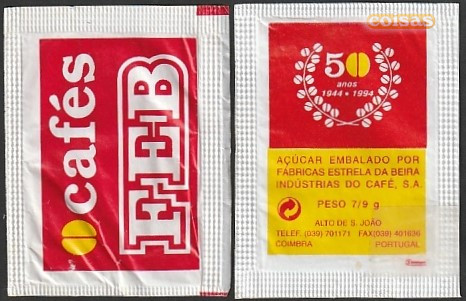 coisas
cafés
FEB
50
anos
1944 • 1994
AÇÚCAR EMBALADO POR
FÁBRICAS ESTRELA DA BEIRA
INDÚSTRIAS DO CAFÉ, S.A.
PESO 7/9 g
ALTO DE S. JOÃO
TELEF. (039) 701171 FAX(039) 401636
COIMBRA PORTUGAL